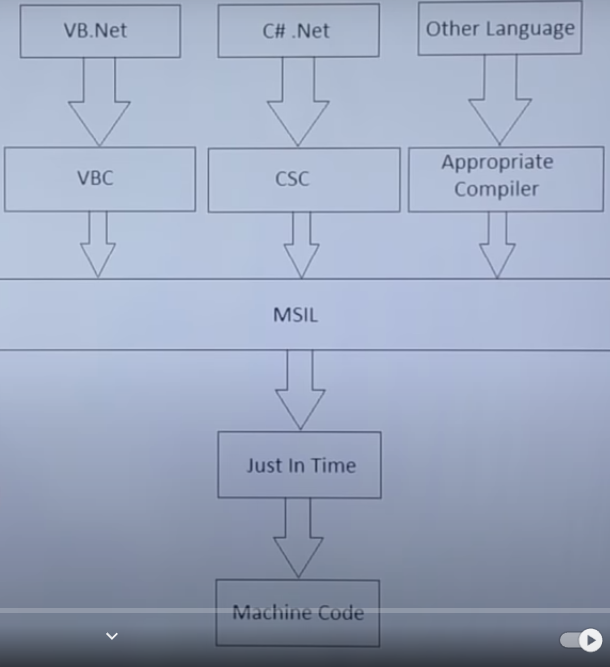 VB.Net
C# .Net
Other Language
VBC
CSC
Appropriate
Compiler
MSIL
Just In Time
Machine Code